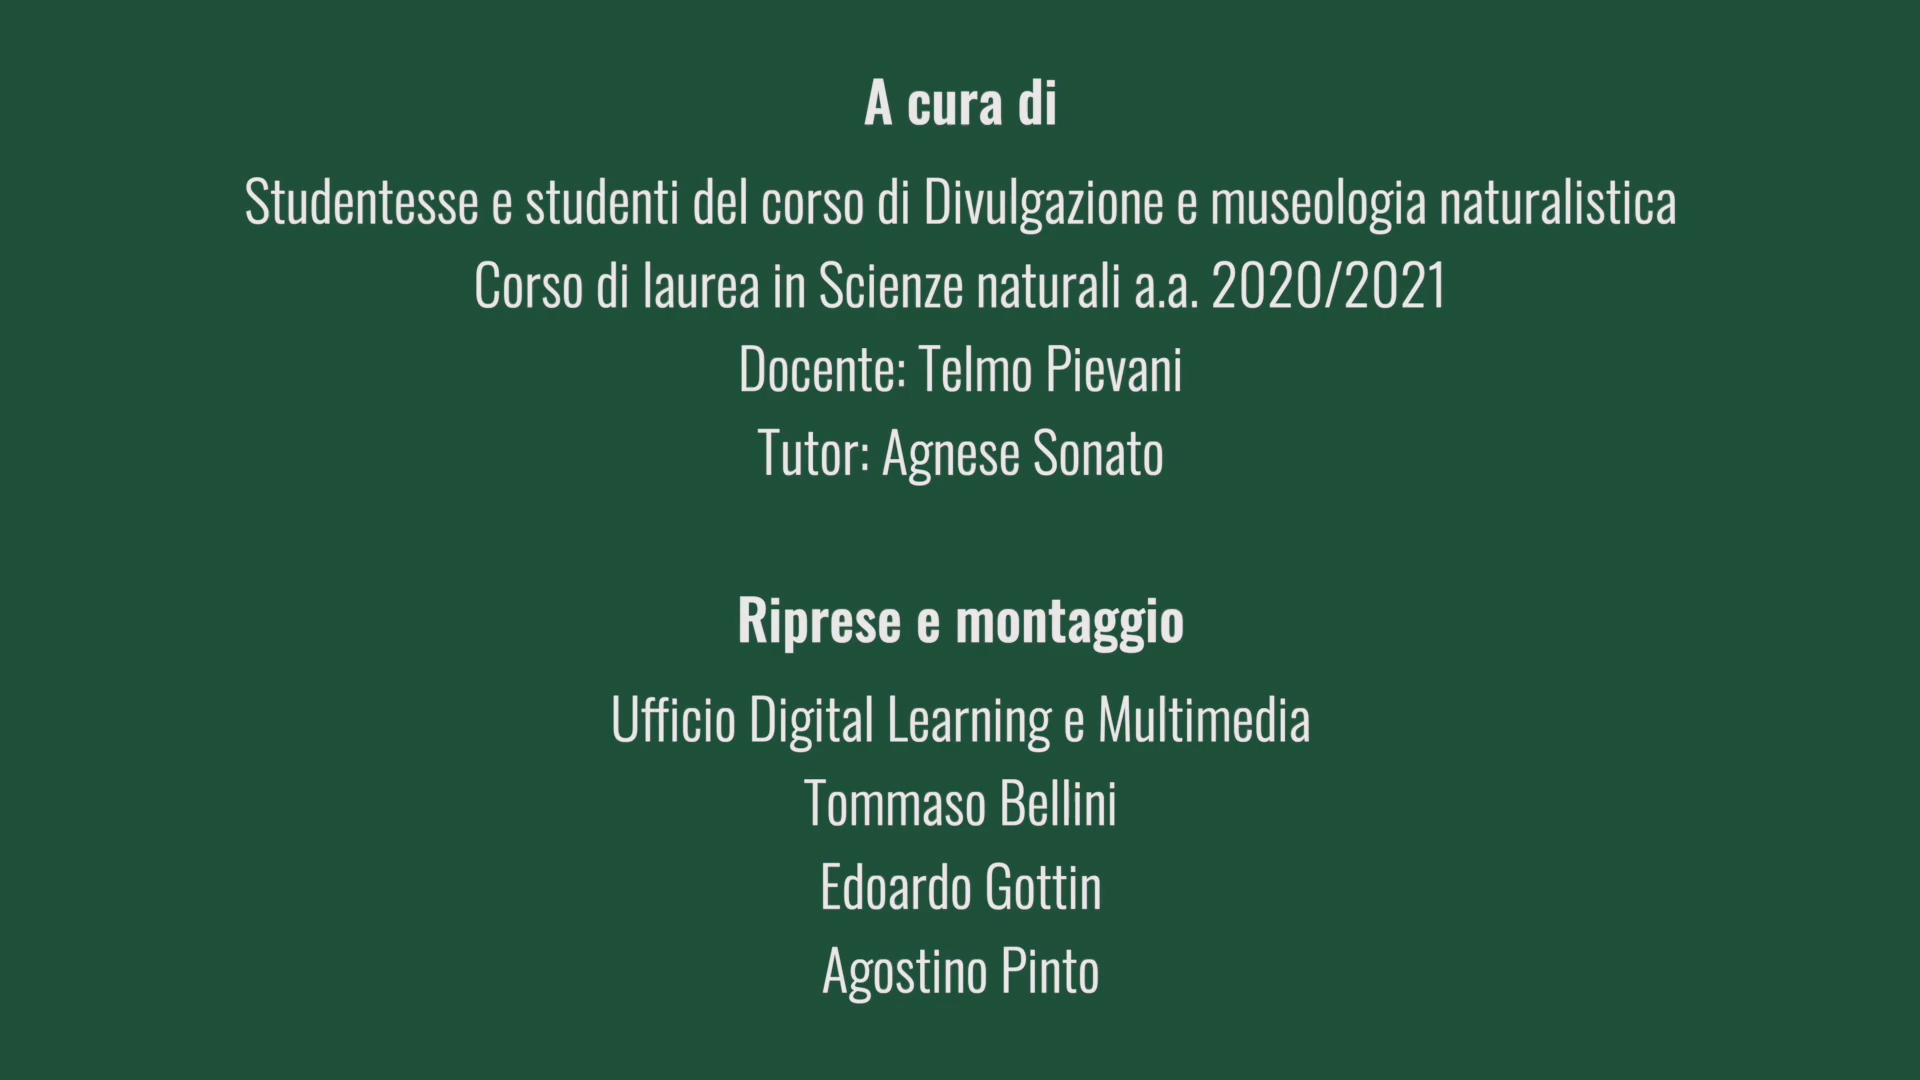 A cura di
Studentesse e studenti del corso di Divulgazione e museologia naturalistica
Corso di laurea in Scienze naturali a.a. 2020/2021
Docente: Telmo Pievani
Tutor: Agnese Sonato
Riprese e montaggio
Ufficio Digital Learning e Multimedia
Tommaso Bellini
Edoardo Gottin
Agostino Pinto